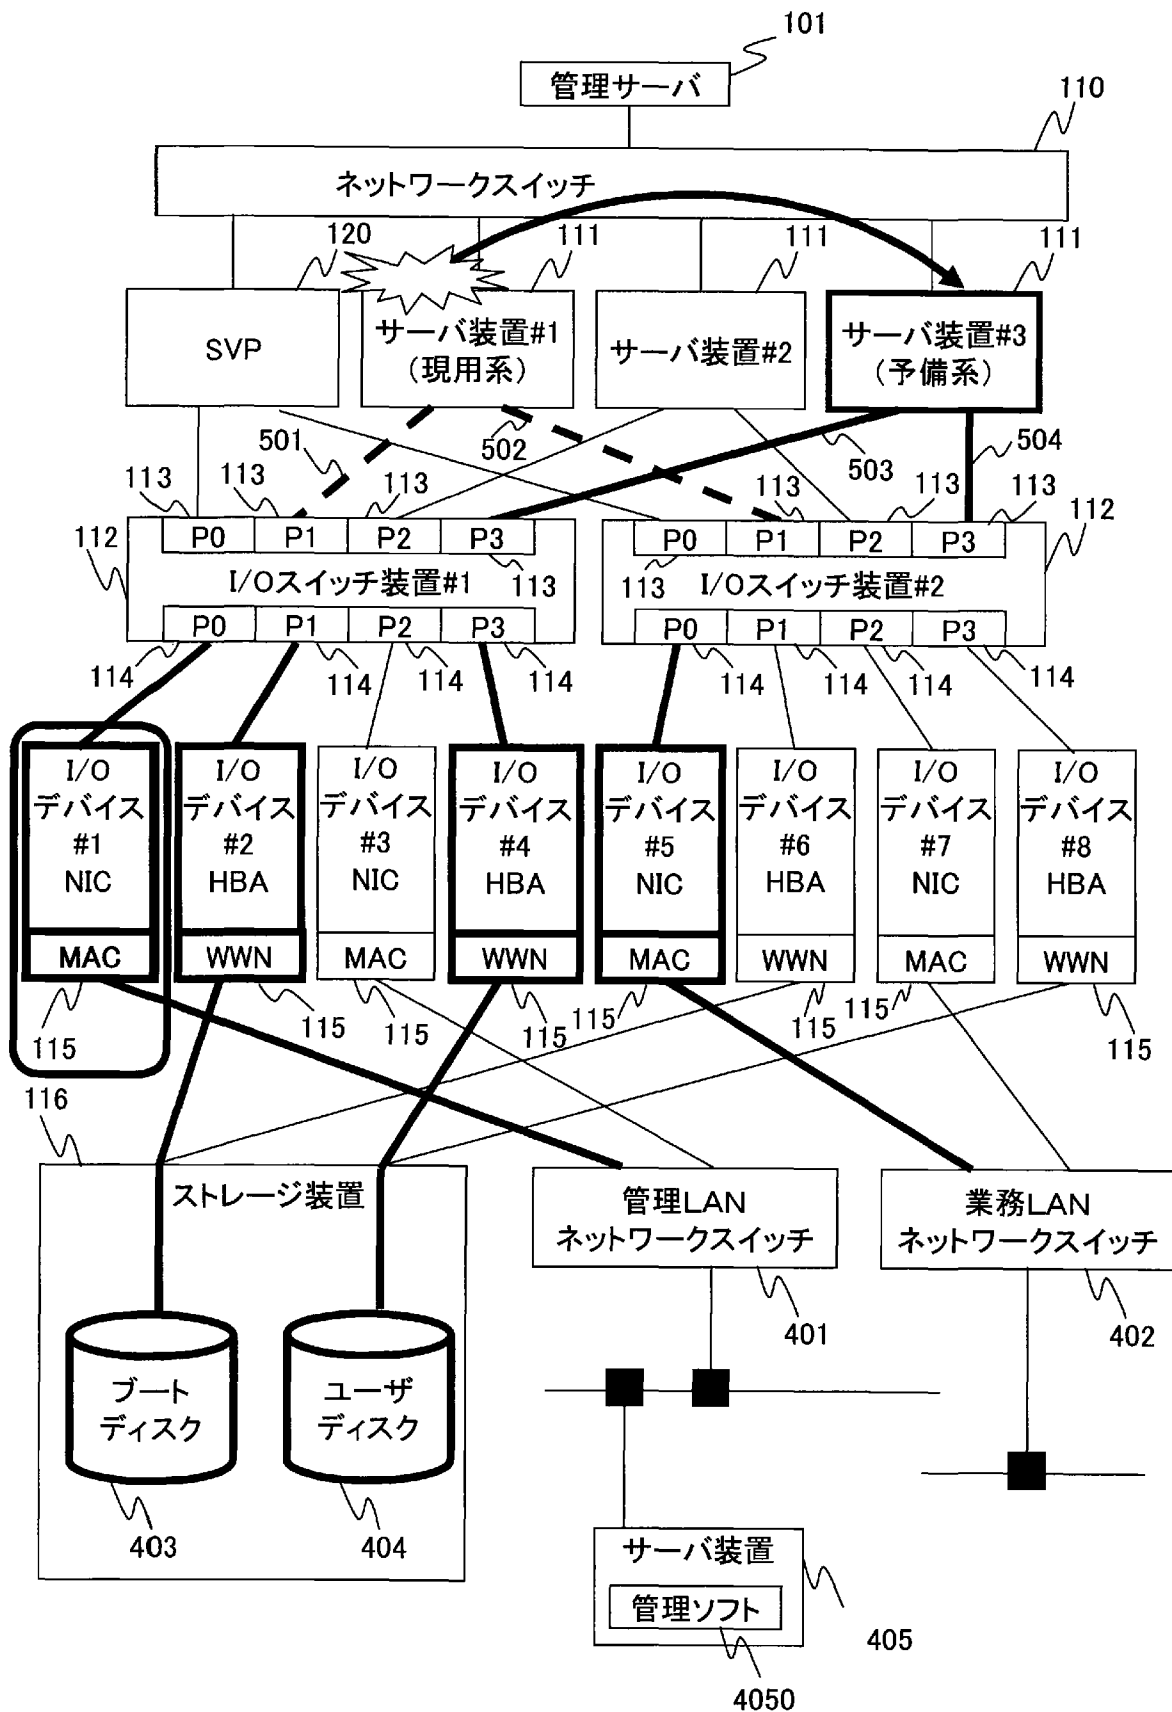 101
管理サーバ
110
ネットワークスイッチ
120
111
111
111
SVP
サーバ装置#1
(現用系)
サーバ装置#2
サーバ装置#3
(予備系)
501
502
503
504
113
113
113
113
113
113
112
P0
P1
P2
P3
P0
P1
P2
P3
112
I/Oスイッチ装置#1
113
113
I/Oスイッチ装置#2
P0
P1
P2
P3
P0
P1
P2
P3
114
114
114
114
114
114
114
114
I/O
デバイス
#1
NIC
MAC
I/O
デバイス
#2
HBA
WWN
I/O
デバイス
#3
NIC
MAC
I/O
デバイス
#4
HBA
WWN
I/O
デバイス
#5
NIC
MAC
I/O
デバイス
#6
HBA
WWN
I/O
デバイス
#7
NIC
MAC
I/O
デバイス
#8
HBA
WWN
115
115
115
115
115
115
115
115
116
ストレージ装置
管理LAN
ネットワークスイッチ
業務LAN
ネットワークスイッチ
401
402
ブート
ディスク
ユーザ
ディスク
403
404
サーバ装置
管理ソフト
405
4050